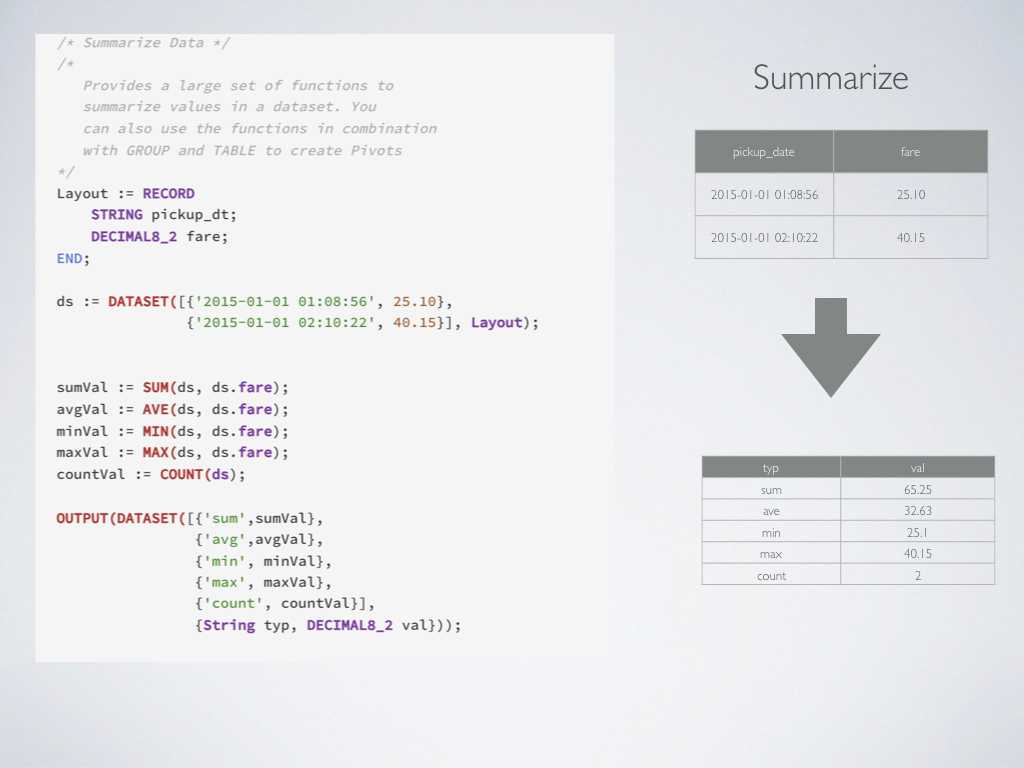 /* Summarize Data */
/*
   Provides a large set of functions to
   summarize values in a dataset. You
   can also use the functions in combination
   with GROUP and TABLE to create Pivots
*/
Layout := RECORD
    STRING pickup_dt;
    DECIMAL8_2 fare;
END;

ds := DATASET([{'2015-01-01 01:08:56', 25.10},
               {'2015-01-01 02:10:22', 40.15}], Layout);

sumVal := SUM(ds, ds.fare);
avgVal := AVE(ds, ds.fare);
minVal := MIN(ds, ds.fare);
maxVal := MAX(ds, ds.fare);
countVal := COUNT(ds);

OUTPUT(DATASET([{'sum',sumVal},
                {'avg',avgVal},
                {'min', minVal},
                {'max', maxVal},
                {'count', countVal}],
                {String typ, DECIMAL8_2 val}));
Summarize
pickup_date fare
2015-01-01 01:08:56 25.10
2015-01-01 02:10:22 40.15
typ val
sum 65.25
ave 32.63
min 25.1
max 40.15
count 2